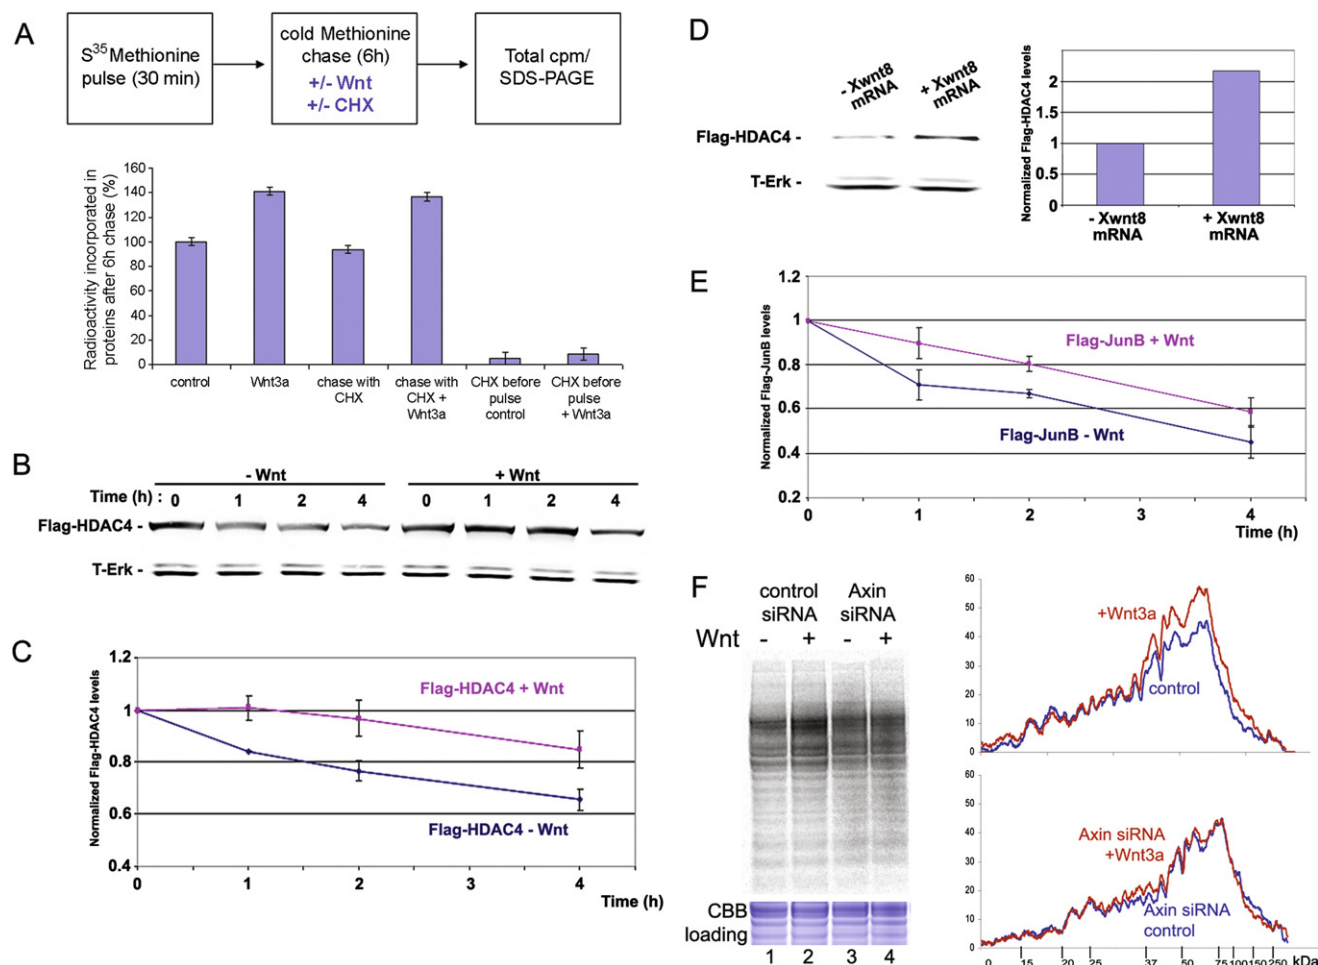 A
S35 Methionine
pulse (30 min)
cold Methionine
chase (6h)
+/- Wnt
+/- CHX
Total cpm/
SDS-PAGE
Radioactivity incorporated in
proteins after 6h chase (%)
160
140
120
100
80
60
40
20
0
control
Wnt3a
chase with
CHX
chase with
CHX +
Wnt3a
CHX before
pulse
control
CHX before
pulse
+ Wnt3a
B
- Wnt
+ Wnt
Time (h) : 0 1 2 4 0 1 2 4
Flag-HDAC4 -
T-Erk -
C
Normalized Flag-HDAC4 levels
1.2
1
0.8
0.6
0.4
Flag-HDAC4 + Wnt
Flag-HDAC4 - Wnt
0 1 2 3 4
Time (h)
D
- Xwnt8
mRNA
+ Xwnt8
mRNA
Flag-HDAC4 -
T-Erk -
Normalized Flag-HDAC4 levels
2
1
0.5
0
- Xwnt8
mRNA
+ Xwnt8
mRNA
E
Normalized Flag-JunB levels
1.2
1
0.8
0.6
0.4
0.2
Flag-JunB + Wnt
Flag-JunB - Wnt
0 1 2 3 4
Time (h)
F
control
siRNA
Axin
siRNA
Wnt - + - +
CBB
loading
1 2 3 4
60
50
40
30
20
10
0
+Wnt3a
control
60
50
40
30
20
10
0
Axin siRNA
+Wnt3a
Axin siRNA
control
0 15 20 25 37 50 75 100 150 250 kDa